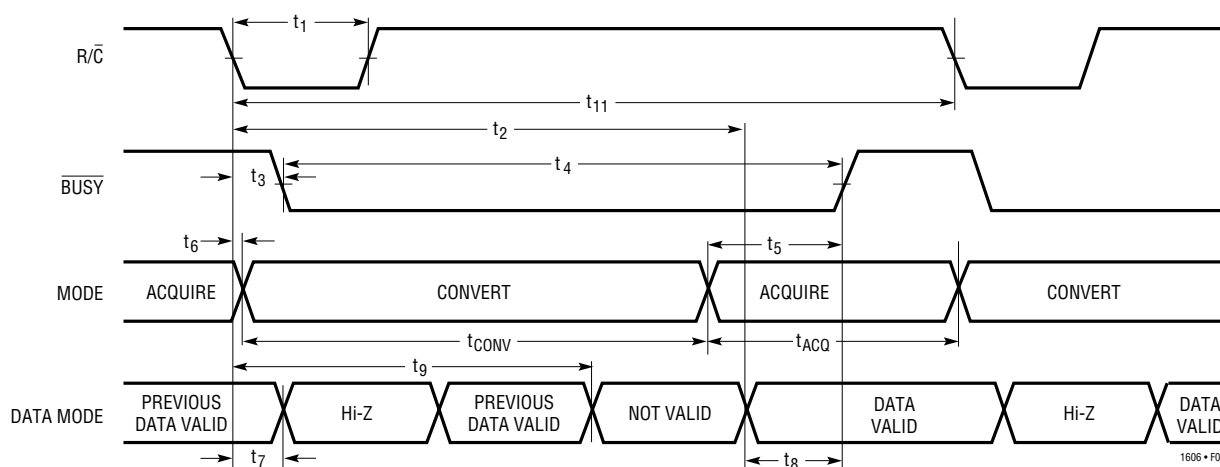 t1
R/C̅
t11
t2
B̅U̅S̅Y̅
t3
t4
t6
t5
MODE
ACQUIRE
CONVERT
ACQUIRE
CONVERT
tCONV
tACQ
t9
DATA MODE
PREVIOUS
DATA VALID
Hi-Z
PREVIOUS
DATA VALID
NOT VALID
DATA
VALID
Hi-Z
DATA
VALID
t7
t8
1606 • F0